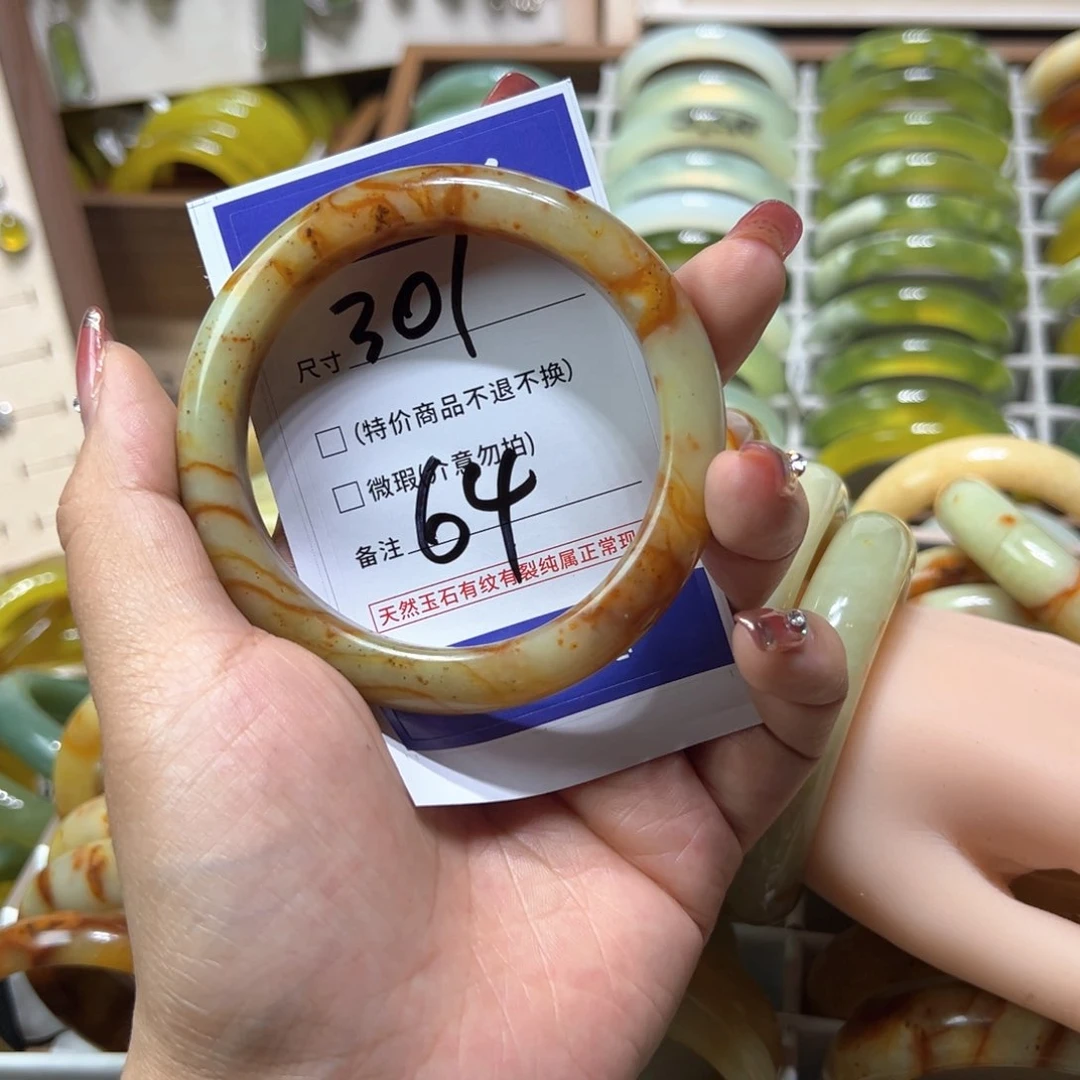 301
尺寸
□(特价商品不退不换)
□微瑕(介意勿拍)
64
备注
天然玉石有纹有裂纯属正常现